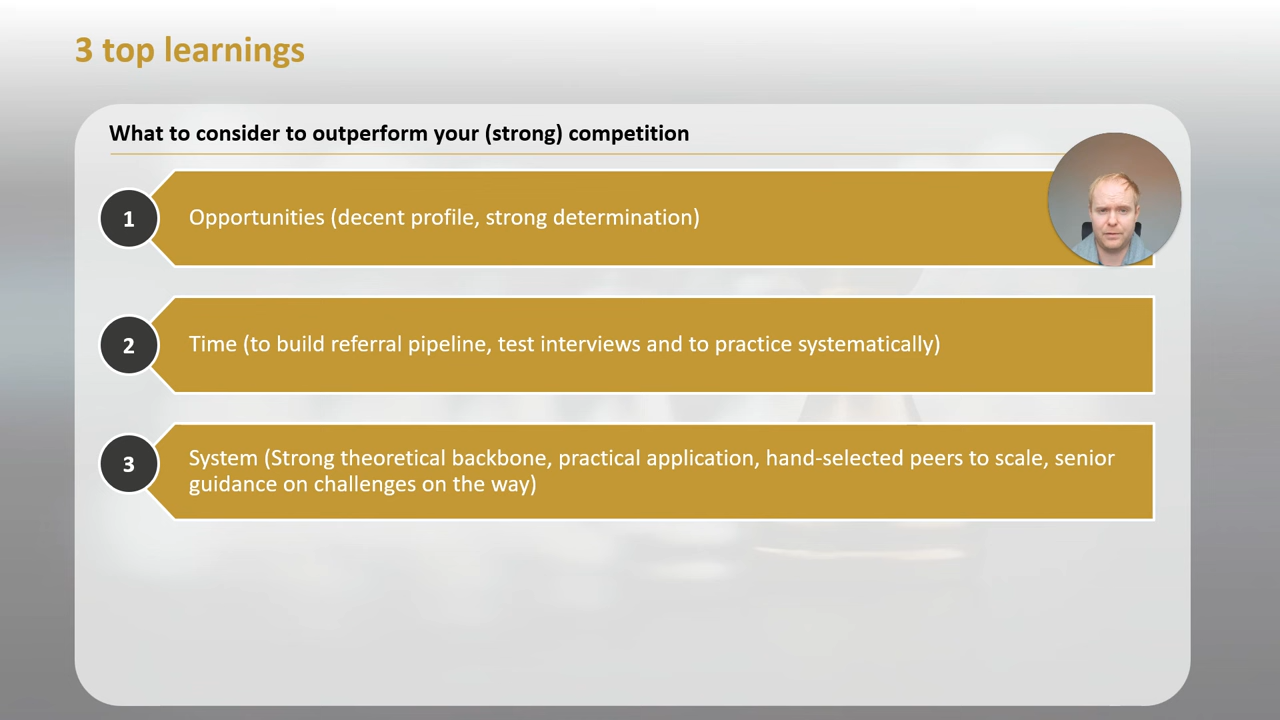 3 top learnings
What to consider to outperform your (strong) competition
1
Opportunities (decent profile, strong determination)
2
Time (to build referral pipeline, test interviews and to practice systematically)
3
System (Strong theoretical backbone, practical application, hand-selected peers to scale, senior
guidance on challenges on the way)